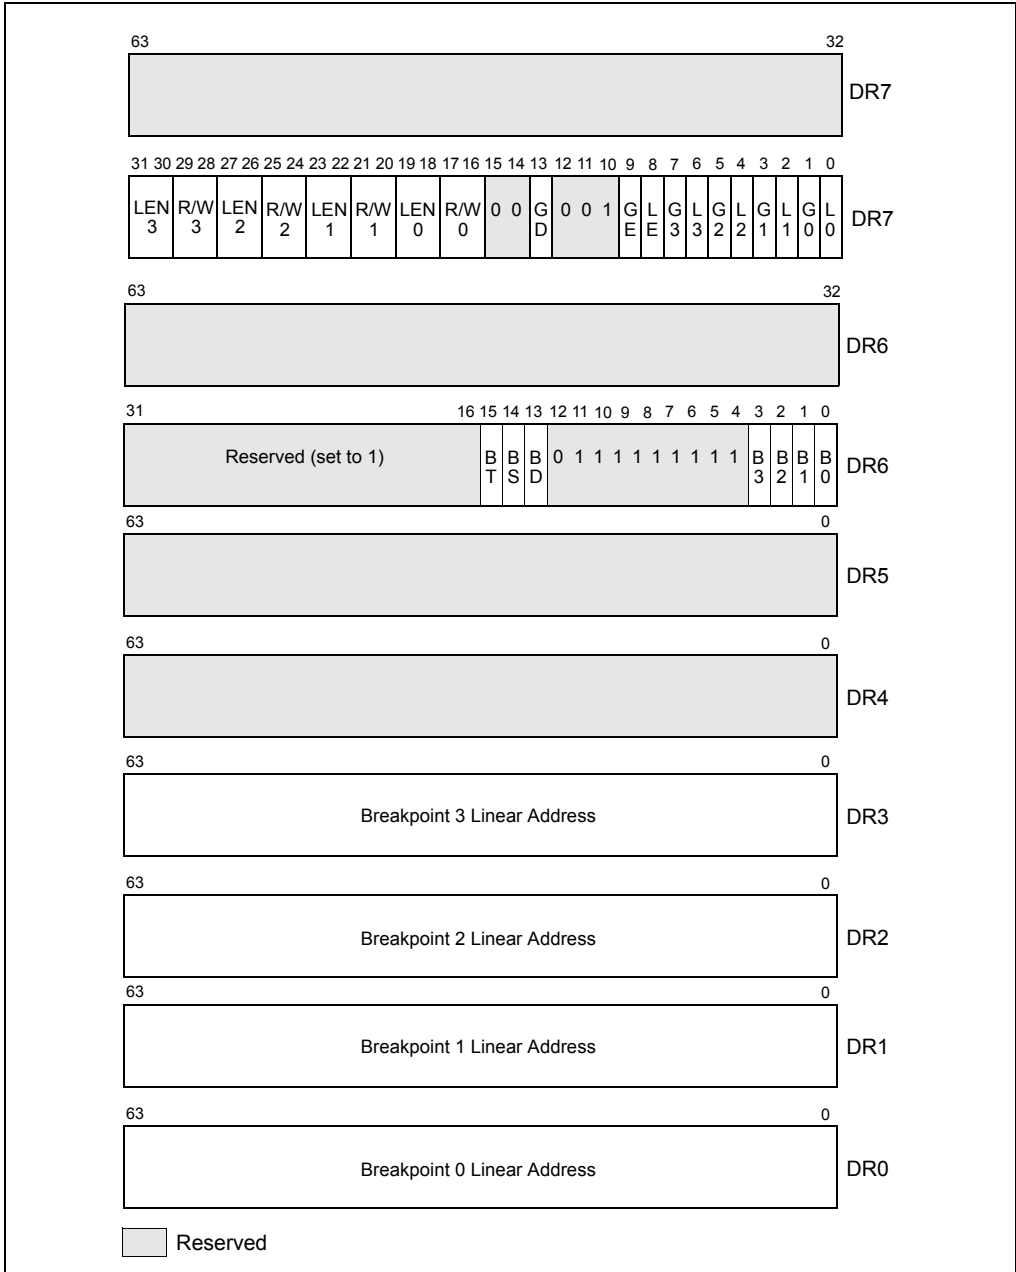 63 32
DR7
31 30 29 28 27 26 25 24 23 22 21 20 19 18 17 16 15 14 13 12 11 10 9 8 7 6 5 4 3 2 1 0
LEN 3 R/W 3 LEN 2 R/W 2 LEN 1 R/W 1 LEN 0 R/W 0 0 0 G D 0 0 1 G E L E G 3 L 3 G 2 L 2 G 1 L 1 G 0 L 0
DR7
63 32
DR6
31 16 15 14 13 12 11 10 9 8 7 6 5 4 3 2 1 0
Reserved (set to 1) B T B S B D 0 1 1 1 1 1 1 1 1 B 3 B 2 B 1 B 0
DR6
63 0
DR5
63 0
DR4
63 0
Breakpoint 3 Linear Address
DR3
63 0
Breakpoint 2 Linear Address
DR2
63 0
Breakpoint 1 Linear Address
DR1
63 0
Breakpoint 0 Linear Address
DR0
Reserved